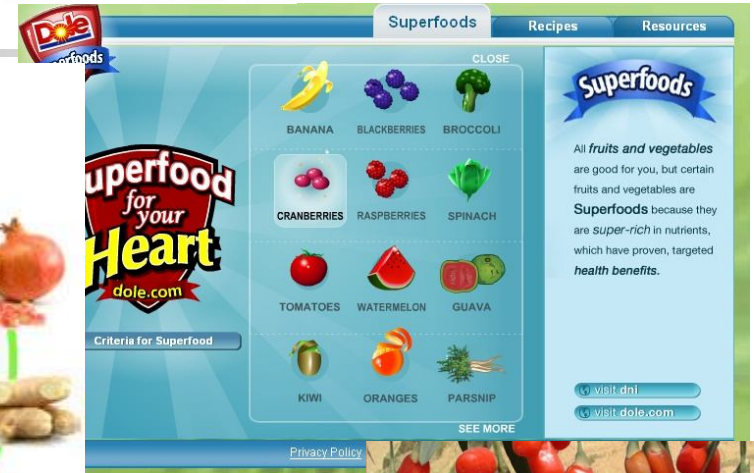 Dole
Superfoods
Recipes
Resources
CLOSE
BANANA
BLACKBERRIES
BROCCOLI
CRANBERRIES
RASPBERRIES
SPINACH
TOMATOES
WATERMELON
GUAVA
KIWI
ORANGES
PARSNIP
SEE MORE
uperfood
for
your
Heart
dole.com
Criteria for Superfood
Superfoods
All fruits and vegetables
are good for you, but certain
fruits and vegetables are
Superfoods because they
are super-rich in nutrients,
which have proven, targeted
health benefits.
visit dni
visit dole.com
Privacy Policy